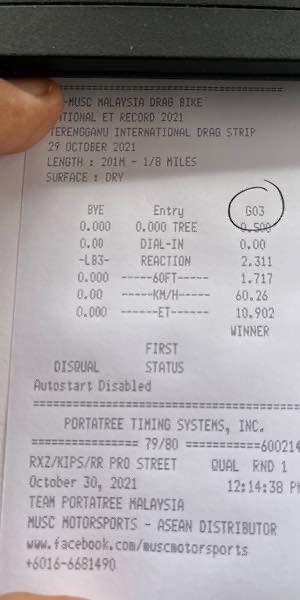 -MUSC MALAYSIA DRAG BIKE
TIONAL ET RECORD 2021
TERENGGANU INTERNATIONAL DRAG STRIP
29 OCTOBER 2021
LENGTH : 201M - 1/8 MILES
SURFACE : DRY
BYE Entry G03
0.000 0.000 TREE 0.500
0.00 DIAL-IN 0.00
-LB3- REACTION 2.311
0.000 -----60FT----- 1.717
0.00 -----KM/H----- 60.26
0.000 ------ET------ 10.902
WINNER
FIRST
DISQUAL STATUS
Autostart Disabled
PORTATREE TIMING SYSTEMS, INC.
================ 79/80 ===========600214
RXZ/KIPS/RR PRO STREET QUAL RND 1
October 30, 2021 12:14:38 P
TEAM PORTATREE MALAYSIA
MUSC MOTORSPORTS - ASEAN DISTRIBUTOR
www.facebook.com/muscmotorsports
+6016-6681490